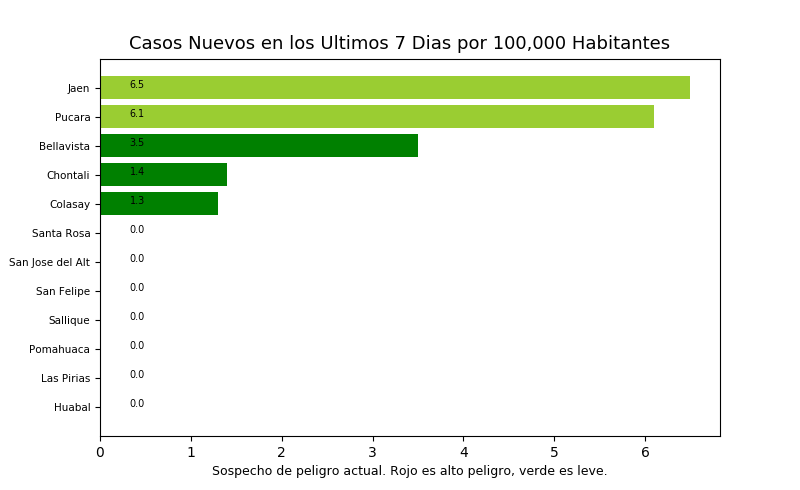 Casos Nuevos en los Ultimos 7 Dias por 100,000 Habitantes
Jaen 6.5
Pucara 6.1
Bellavista 3.5
Chontali 1.4
Colasay 1.3
Santa Rosa 0.0
San Jose del Alt 0.0
San Felipe 0.0
Sallique 0.0
Pomahuaca 0.0
Las Pirias 0.0
Huabal 0.0
0 1 2 3 4 5 6
Sospecho de peligro actual. Rojo es alto peligro, verde es leve.